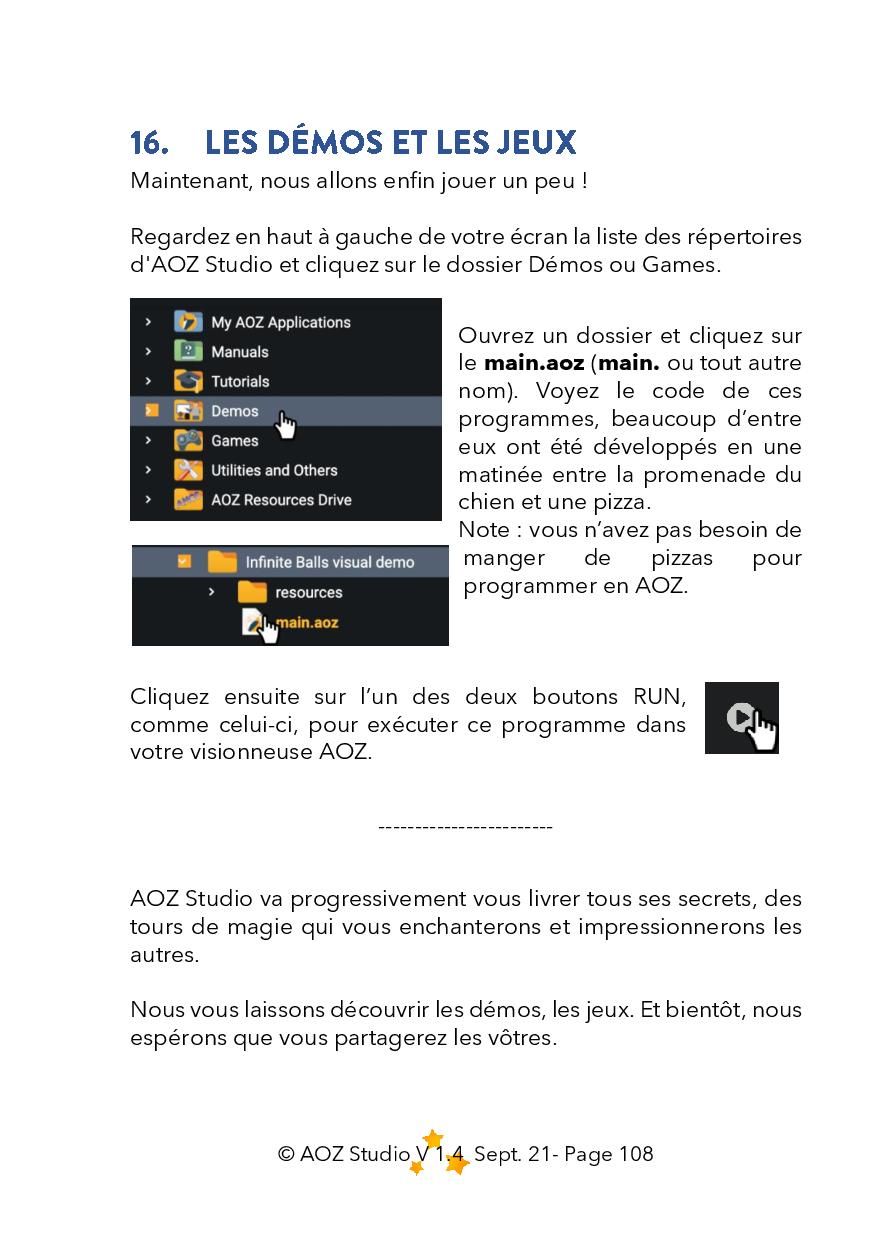 16. LES DÉMOS ET LES JEUX
Maintenant, nous allons enfin jouer un peu !
Regardez en haut à gauche de votre écran la liste des répertoires
d'AOZ Studio et cliquez sur le dossier Démos ou Games.
My AOZ Applications
Manuals
Tutorials
Demos
Games
Utilities and Others
AOZ Resources Drive
Ouvrez un dossier et cliquez sur
le main.aoz (main. ou tout autre
nom). Voyez le code de ces
programmes, beaucoup d’entre
eux ont été développés en une
matinée entre la promenade du
chien et une pizza.
Note : vous n’avez pas besoin de
manger de pizzas pour
programmer en AOZ.
Infinite Balls visual demo
resources
main.aoz
Cliquez ensuite sur l’un des deux boutons RUN,
comme celui-ci, pour exécuter ce programme dans
votre visionneuse AOZ.
------------------------
AOZ Studio va progressivement vous livrer tous ses secrets, des
tours de magie qui vous enchanterons et impressionnerons les
autres.
Nous vous laissons découvrir les démos, les jeux. Et bientôt, nous
espérons que vous partagerez les vôtres.
© AOZ Studio V 1.4 Sept. 21- Page 108